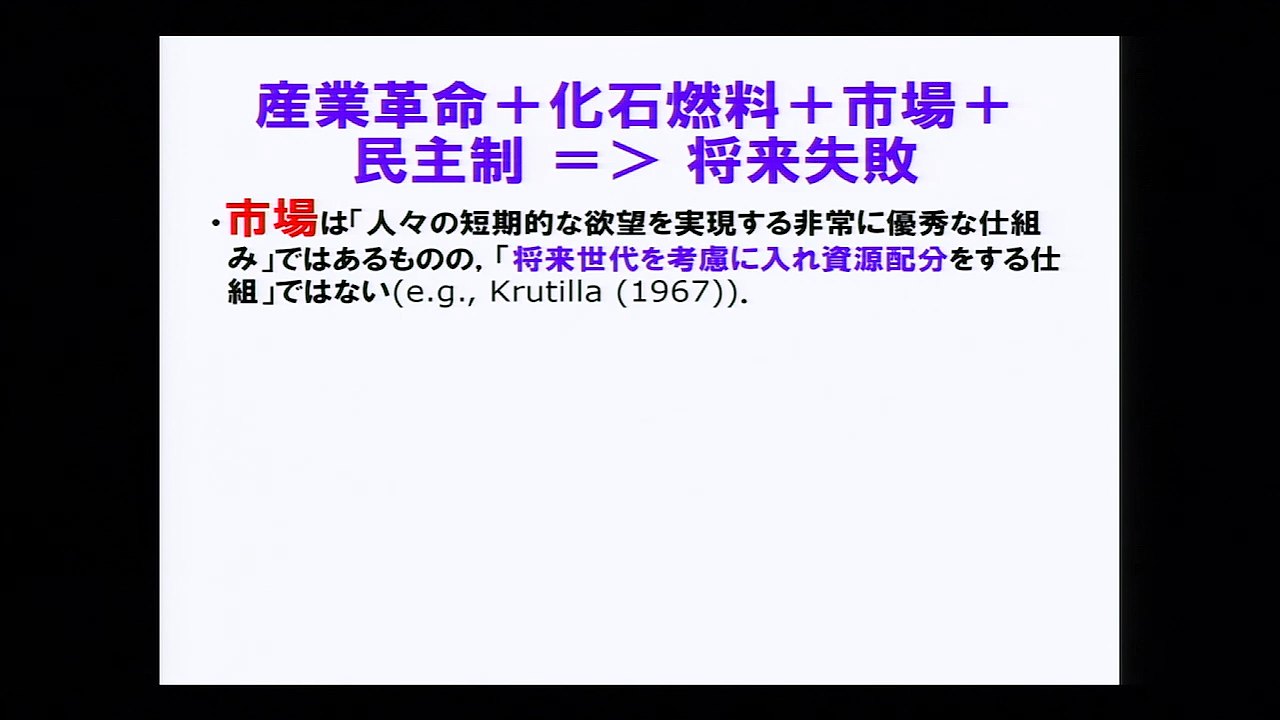 産業革命＋化石燃料＋市場＋
民主制 ＝＞ 将来失敗
・市場は「人々の短期的な欲望を実現する非常に優秀な仕組
み」ではあるものの，「将来世代を考慮に入れ資源配分をする仕
組」ではない(e.g., Krutilla (1967))．